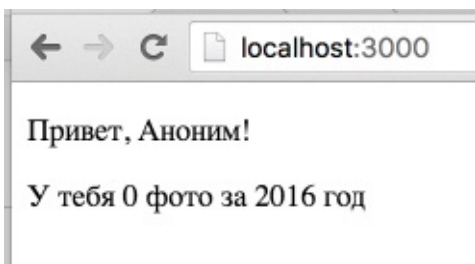 localhost:3000
Привет, Аноним!
У тебя 0 фото за 2016 год